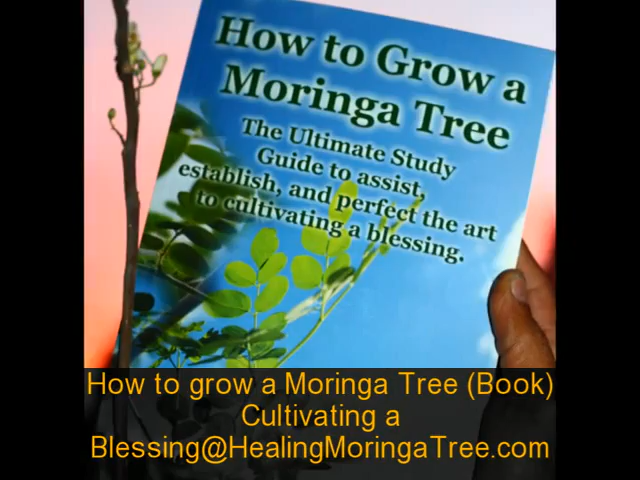 How to Grow a
Moringa Tree
The Ultimate Study
Guide to assist,
establish, and perfect the art
to cultivating a blessing.
How to grow a Moringa Tree (Book)
Cultivating a
Blessing@HealingMoringaTree.com